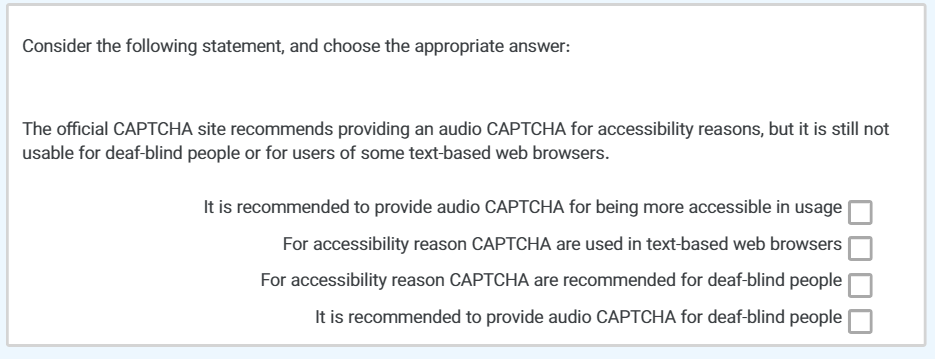 Consider the following statement, and choose the appropriate answer:
The official CAPTCHA site recommends providing an audio CAPTCHA for accessibility reasons, but it is still not
usable for deaf-blind people or for users of some text-based web browsers.
It is recommended to provide audio CAPTCHA for being more accessible in usage
For accessibility reason CAPTCHA are used in text-based web browsers
For accessibility reason CAPTCHA are recommended for deaf-blind people
It is recommended to provide audio CAPTCHA for deaf-blind people